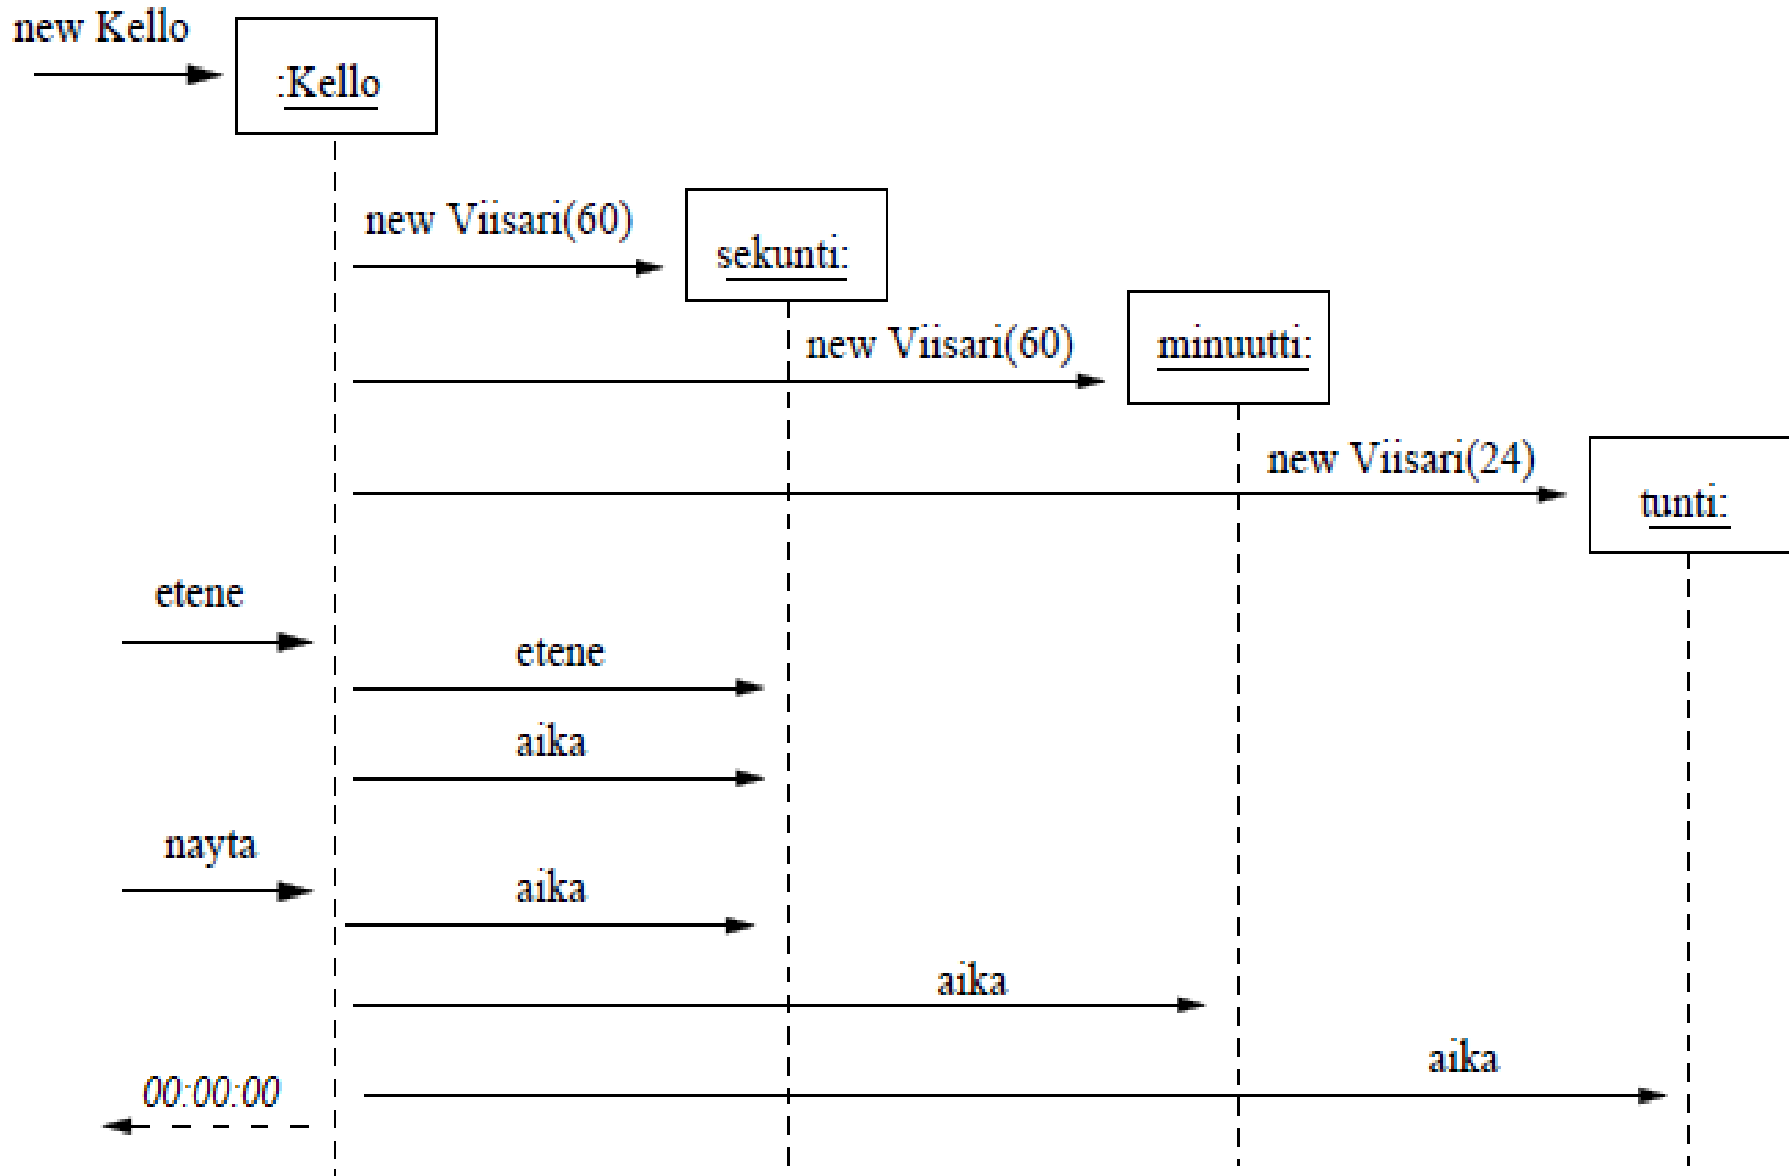 new Kello
:Kello
new Viisari(60)
sekunti:
new Viisari(60)
minuutti:
new Viisari(24)
tunti:
etene
etene
aika
nayta
aika
aika
aika
00:00:00